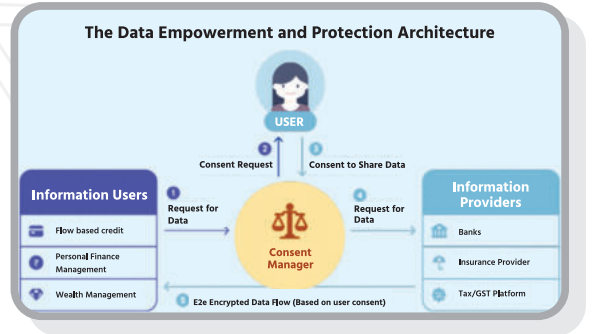 The Data Empowerment and Protection Architecture
USER
2
3
Consent Request
Consent to Share Data
Information Users
Flow based credit
Personal Finance
Management
Wealth Management
1
Request for
Data
Consent
Manager
4
Request for
Data
Information
Providers
Banks
Insurance Provider
Tax/GST Platform
5
E2e Encrypted Data Flow (Based on user consent)